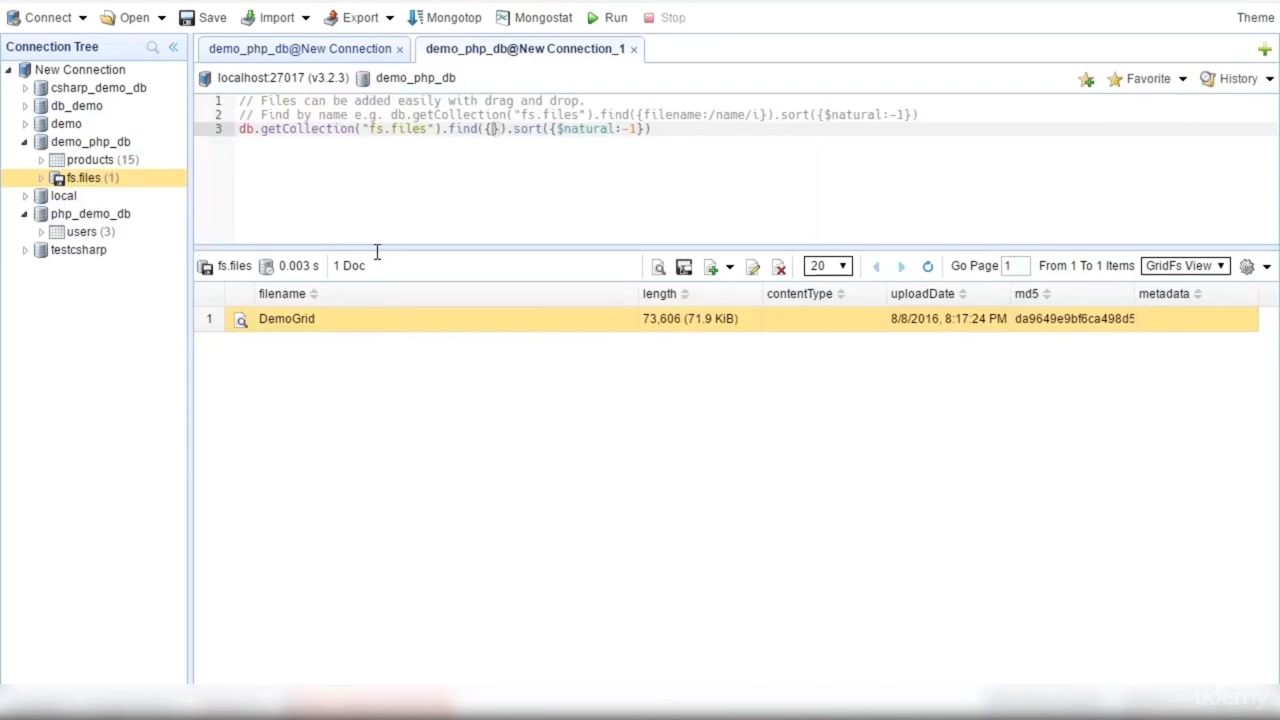 Connect Open Save Import Export Mongotop Mongostat Run Stop Theme
Connection Tree
demo_php_db@New Connection × demo_php_db@New Connection_1 ×
New Connection
csharp_demo_db
db_demo
demo
demo_php_db
products (15)
fs.files (1)
local
php_demo_db
users (3)
testcsharp
localhost:27017 (v3.2.3) demo_php_db Favorite History
1 // Files can be added easily with drag and drop.
2 // Find by name e.g. db.getCollection("fs.files").find({filename:/name/i}).sort({$natural:-1})
3 db.getCollection("fs.files").find({}).sort({$natural:-1})
fs.files 0.003 s 1 Doc 20 Go Page 1 From 1 To 1 Items GridFs View
filename length contentType uploadDate md5 metadata
1 DemoGrid 73,606 (71.9 KiB) 8/8/2016, 8:17:24 PM da9649e9bf6ca498d5
udemy